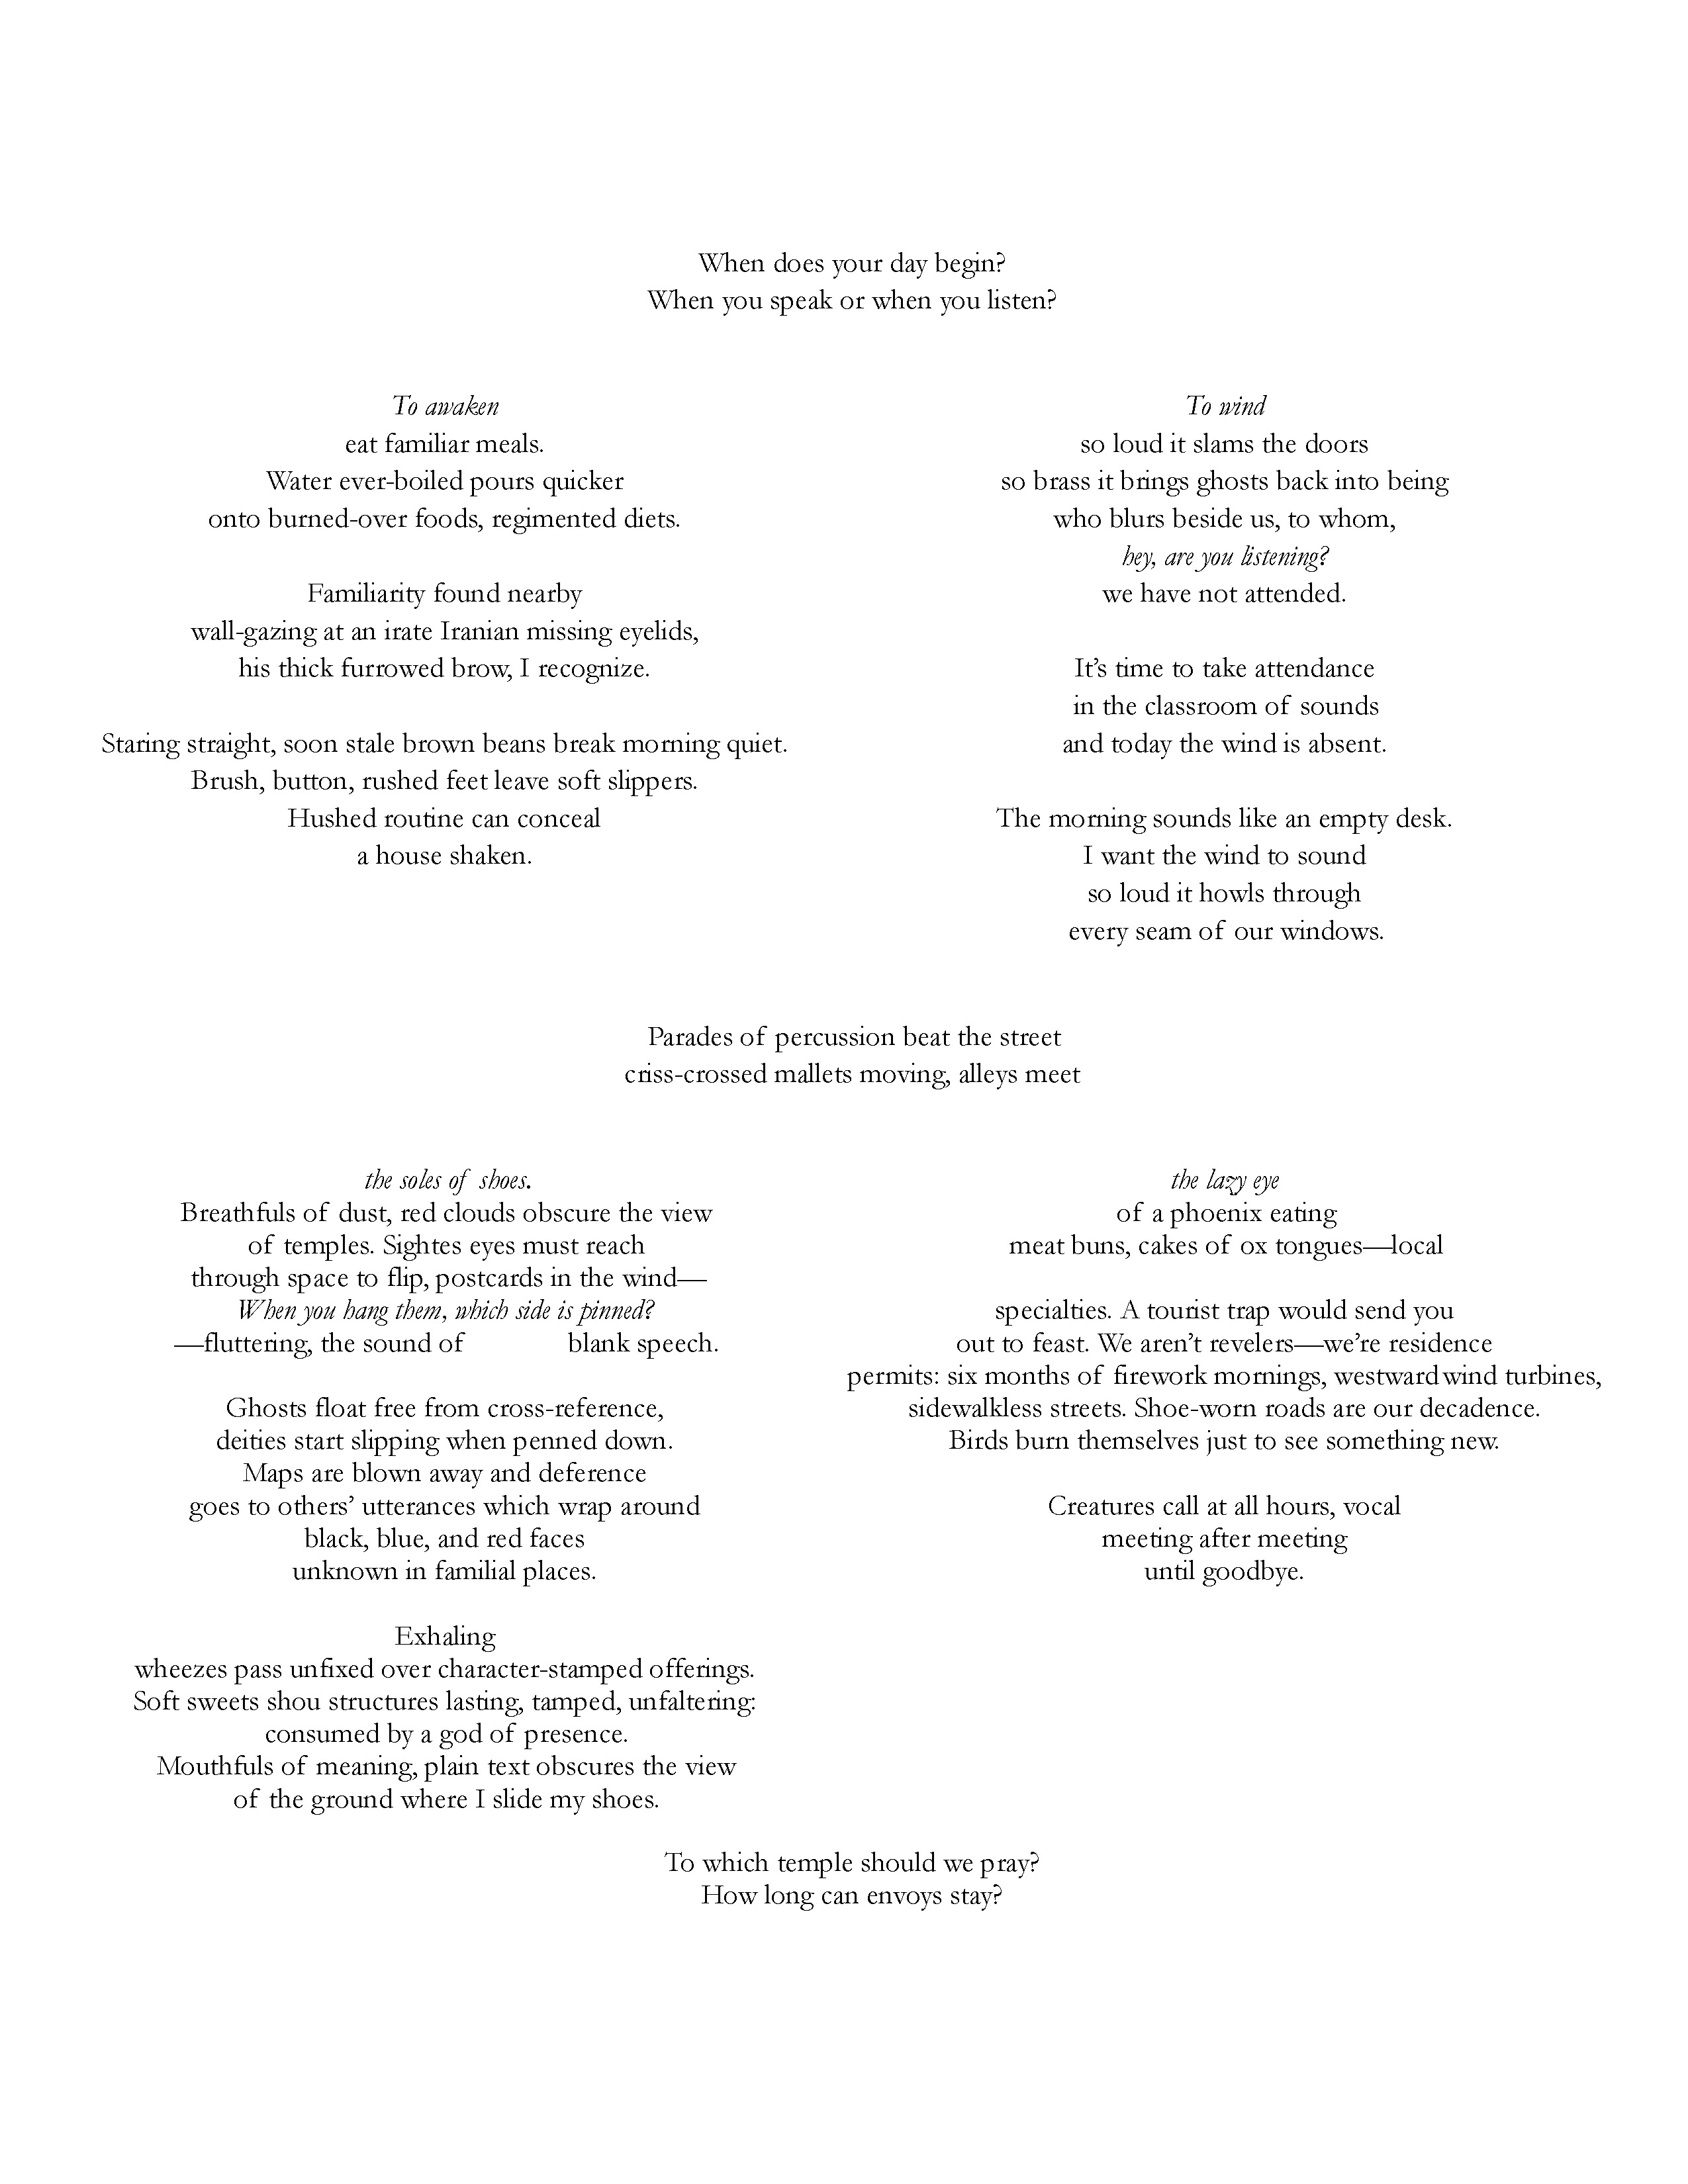 When does your day begin?
When you speak or when you listen?
To awaken
eat familiar meals.
Water ever-boiled pours quicker
onto burned-over foods, regimented diets.
Familiarity found nearby
wall-gazing at an irate Iranian missing eyelids,
his thick furrowed brow, I recognize.
Staring straight, soon stale brown beans break morning quiet.
Brush, button, rushed feet leave soft slippers.
Hushed routine can conceal
a house shaken.
To wind
so loud it slams the doors
so brass it brings ghosts back into being
who blurs beside us, to whom,
hey, are you listening?
we have not attended.
It’s time to take attendance
in the classroom of sounds
and today the wind is absent.
The morning sounds like an empty desk.
I want the wind to sound
so loud it howls through
every seam of our windows.
Parades of percussion beat the street
criss-crossed mallets moving, alleys meet
the soles of shoes.
Breathfuls of dust, red clouds obscure the view
of temples. Sightes eyes must reach
through space to flip, postcards in the wind—
When you hang them, which side is pinned?
—fluttering, the sound of blank speech.
Ghosts float free from cross-reference,
deities start slipping when penned down.
Maps are blown away and deference
goes to others’ utterances which wrap around
black, blue, and red faces
unknown in familial places.
Exhaling
wheezes pass unfixed over character-stamped offerings.
Soft sweets shou structures lasting, tamped, unfaltering:
consumed by a god of presence.
Mouthfuls of meaning, plain text obscures the view
of the ground where I slide my shoes.
the lazy eye
of a phoenix eating
meat buns, cakes of ox tongues—local
specialties. A tourist trap would send you
out to feast. We aren’t revelers—we’re residence
permits: six months of firework mornings, westward wind turbines,
sidewalkless streets. Shoe-worn roads are our decadence.
Birds burn themselves just to see something new.
Creatures call at all hours, vocal
meeting after meeting
until goodbye.
To which temple should we pray?
How long can envoys stay?